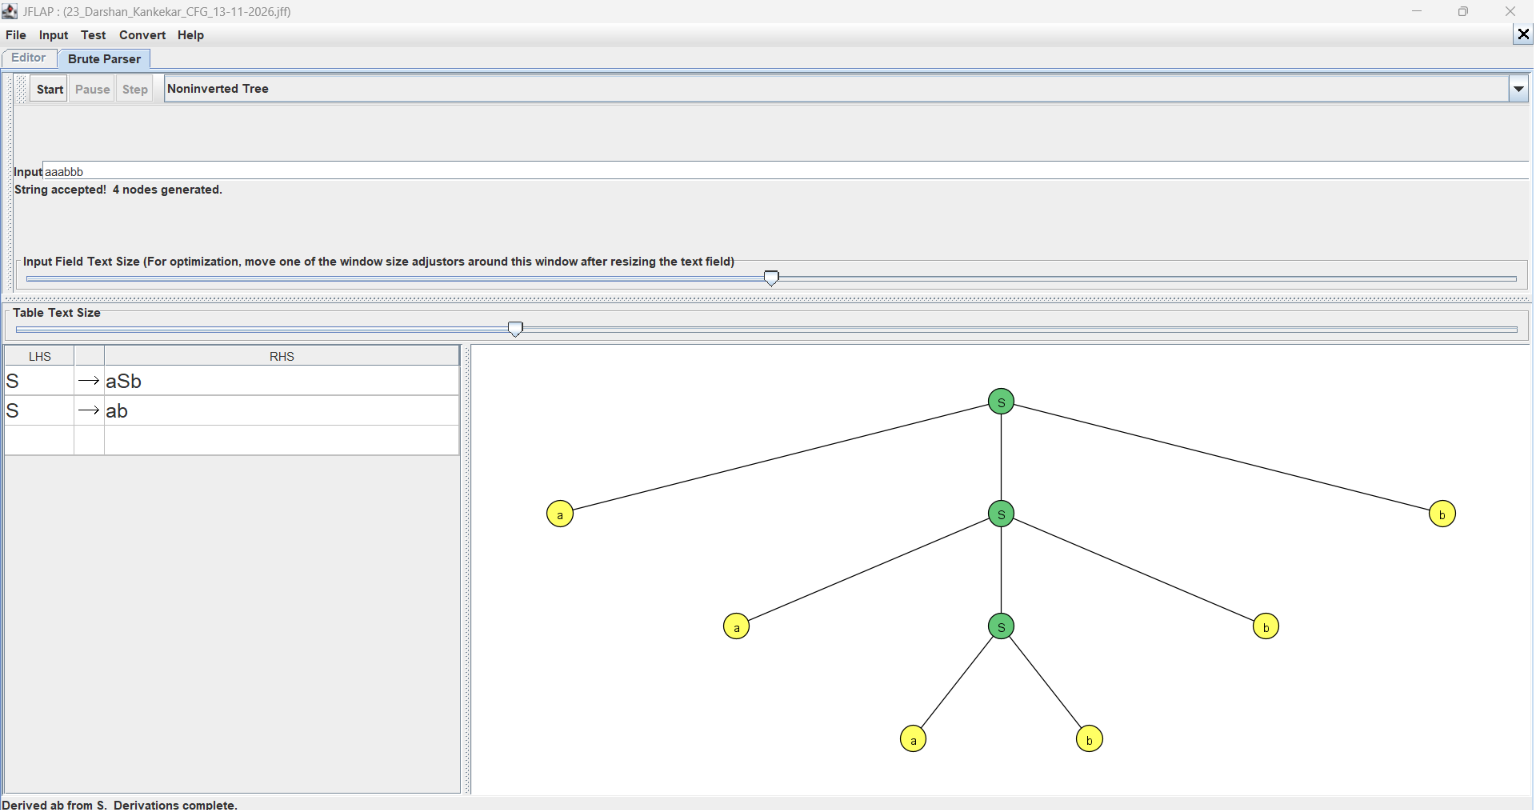 JFLAP : (23_Darshan_Kankekar_CFG_13-11-2026.jff)
File Input Test Convert Help
Editor Brute Parser
Start Pause Step Noninverted Tree
Input aaabbb
String accepted! 4 nodes generated.
Input Field Text Size (For optimization, move one of the window size adjustors around this window after resizing the text field)
Table Text Size
LHS RHS
S → aSb
S → ab
S
a S b
a S b
a b
Derived ab from S. Derivations complete.